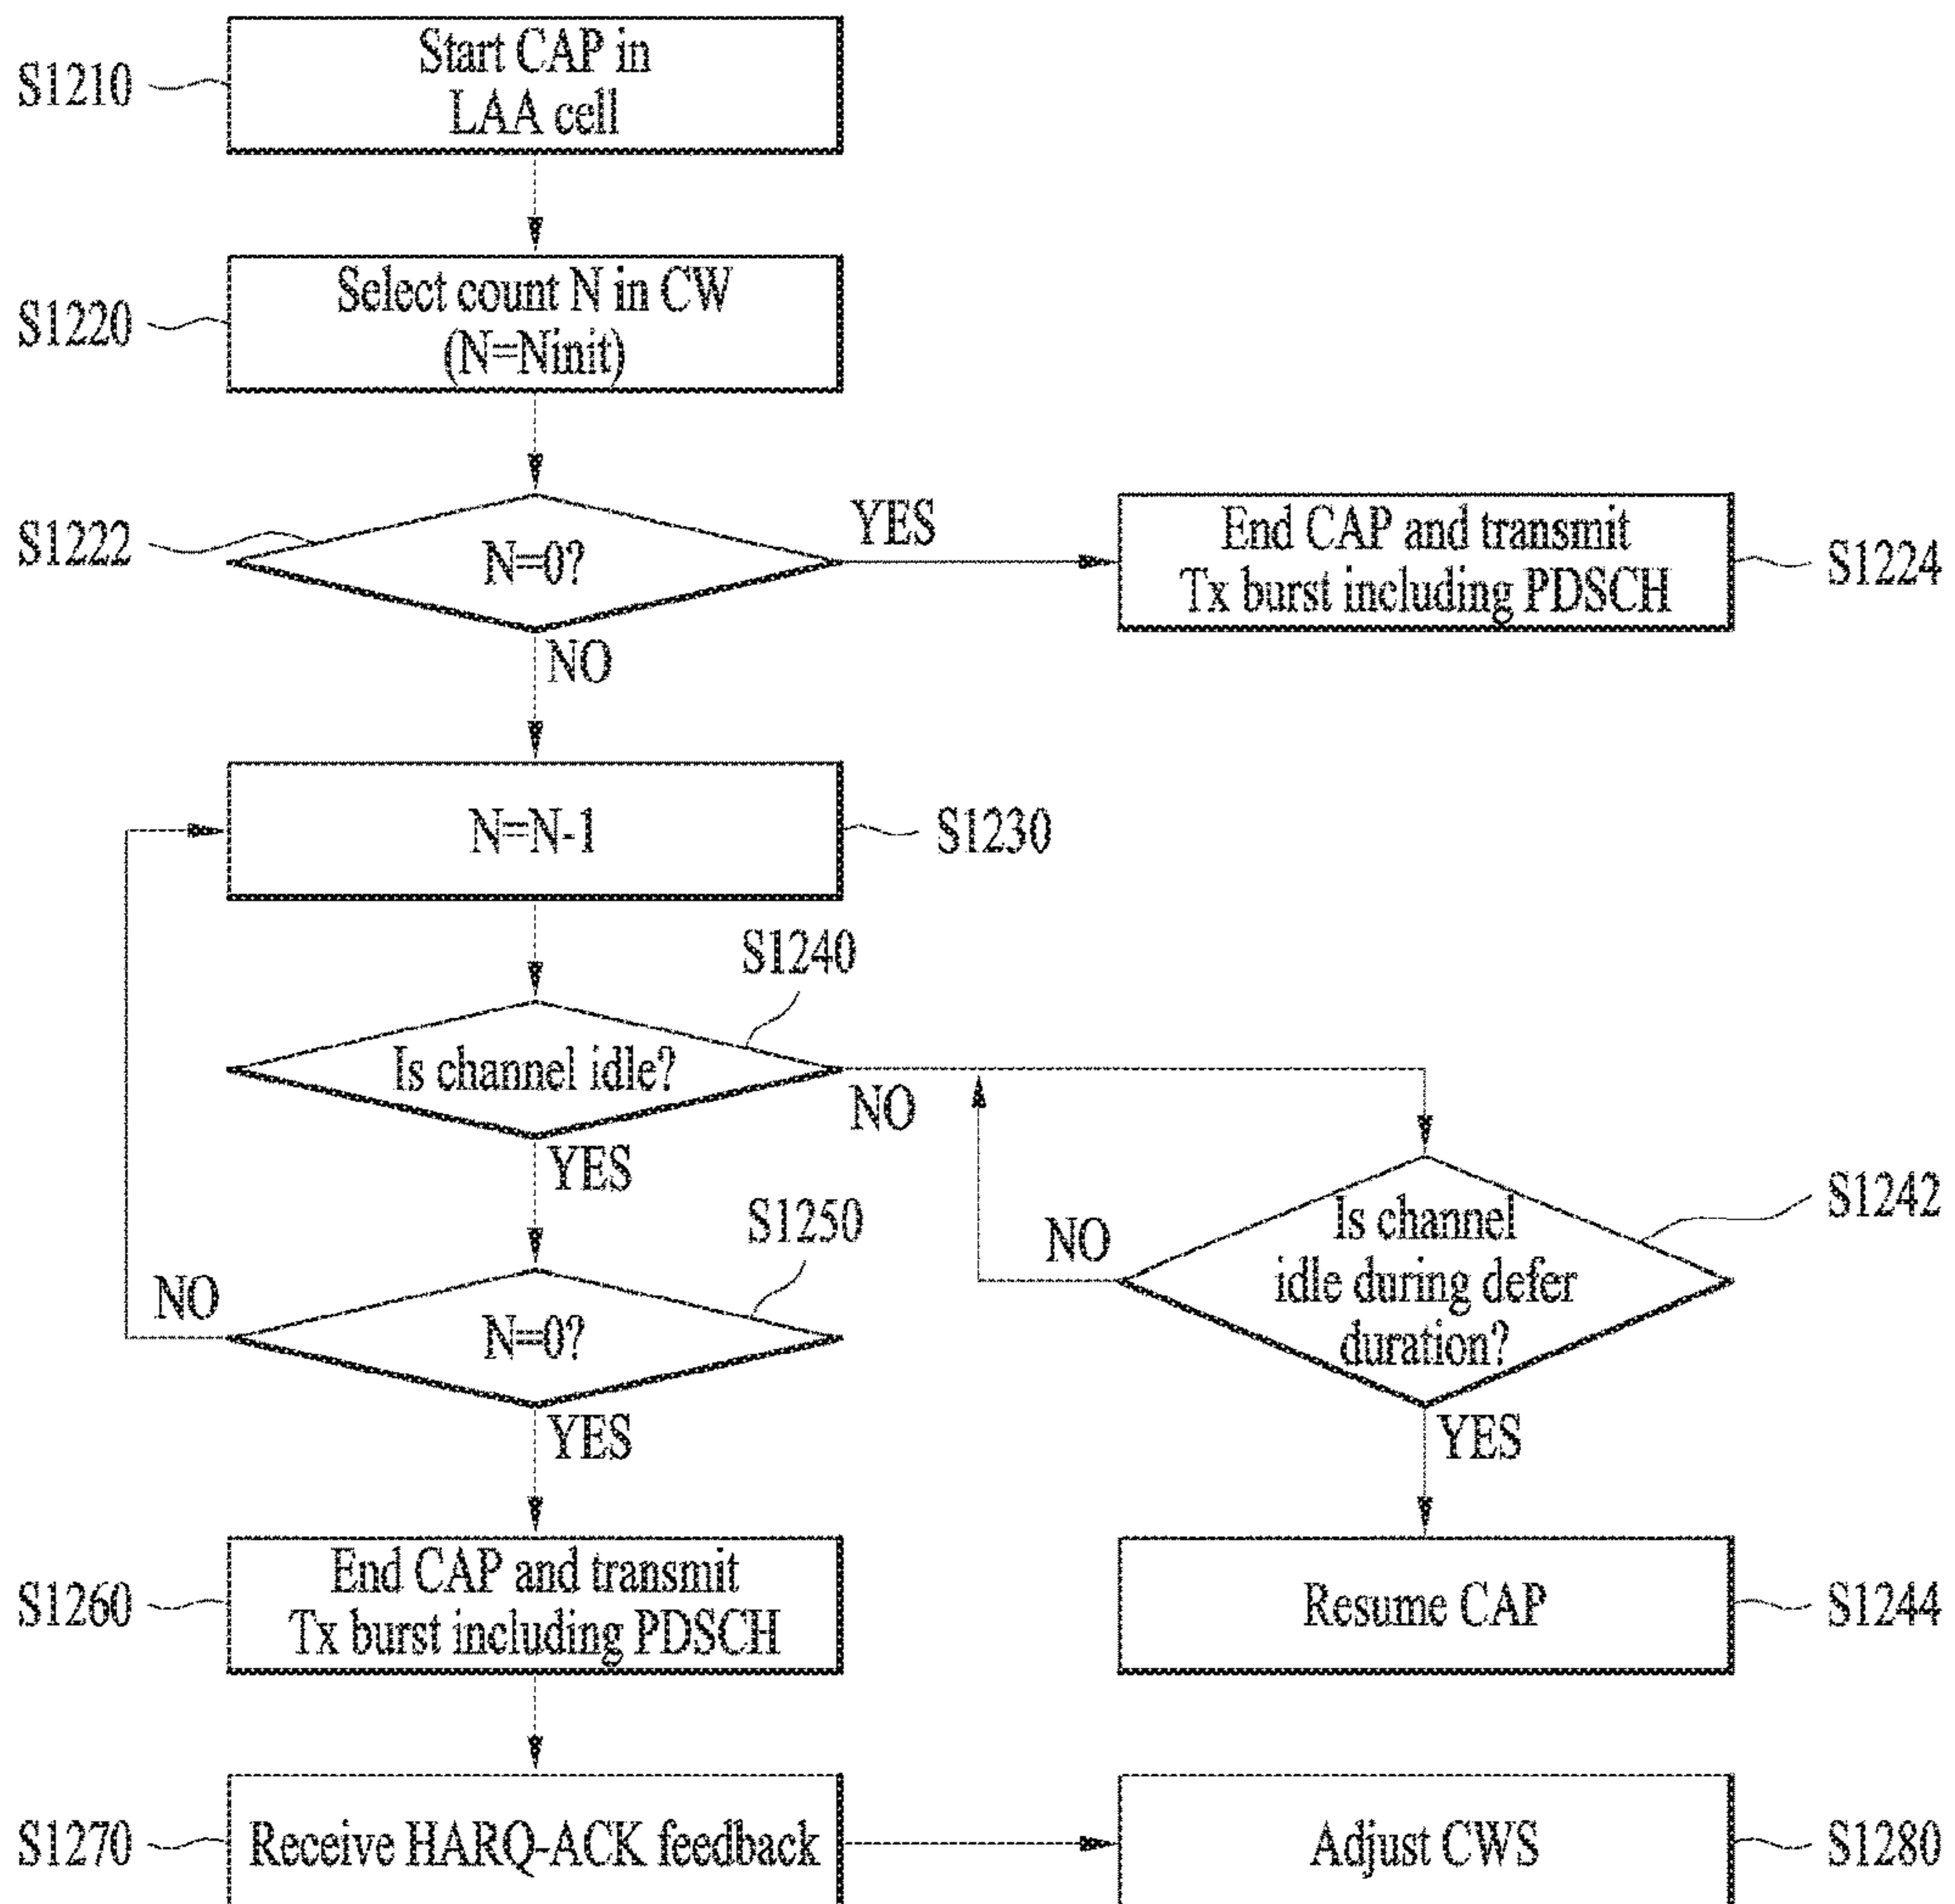 S1210
Start CAP in
LAA cell
S1220
Select count N in CW
(N=Ninit)
S1222
N=0?
YES
End CAP and transmit
Tx burst including PDSCH
S1224
NO
N=N-1
S1230
S1240
Is channel idle?
NO
YES
S1250
NO
N=0?
YES
NO
Is channel
idle during defer
duration?
S1242
YES
S1260
End CAP and transmit
Tx burst including PDSCH
Resume CAP
S1244
S1270
Receive HARQ-ACK feedback
Adjust CWS
S1280